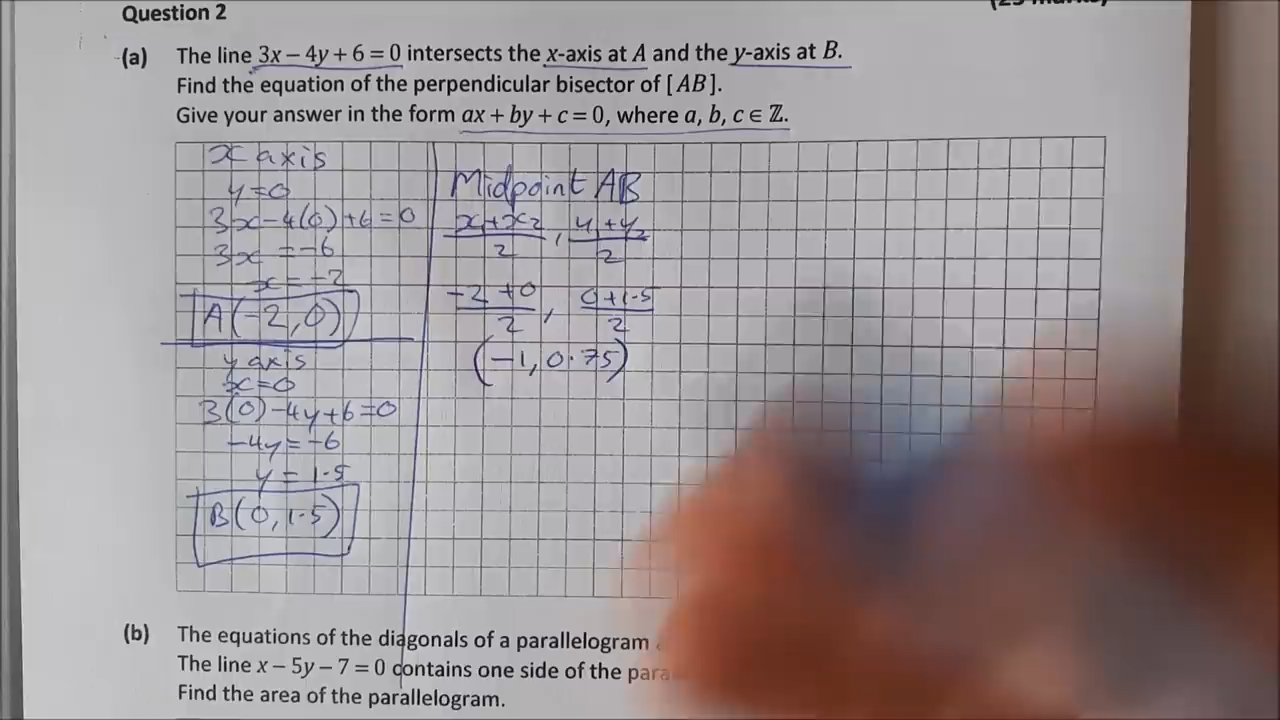 Question 2
(a) The line 3x – 4y + 6 = 0 intersects the x-axis at A and the y-axis at B.
Find the equation of the perpendicular bisector of [AB].
Give your answer in the form ax + by + c = 0, where a, b, c ∈ ℤ.
x axis
y=0
3x-4(0)+6=0
3x = -6
x = -2
A(-2,0)
y axis
x=0
3(0)-4y+6=0
-4y=-6
y = 1.5
B(0,1.5)
Midpoint AB
x₁+x₂/2 , y₁+y₂/2
-2+0/2 , 0+1.5/2
(-1, 0.75)
(b) The equations of the diagonals of a parallelogram
The line x – 5y – 7 = 0 contains one side of the
Find the area of the parallelogram.